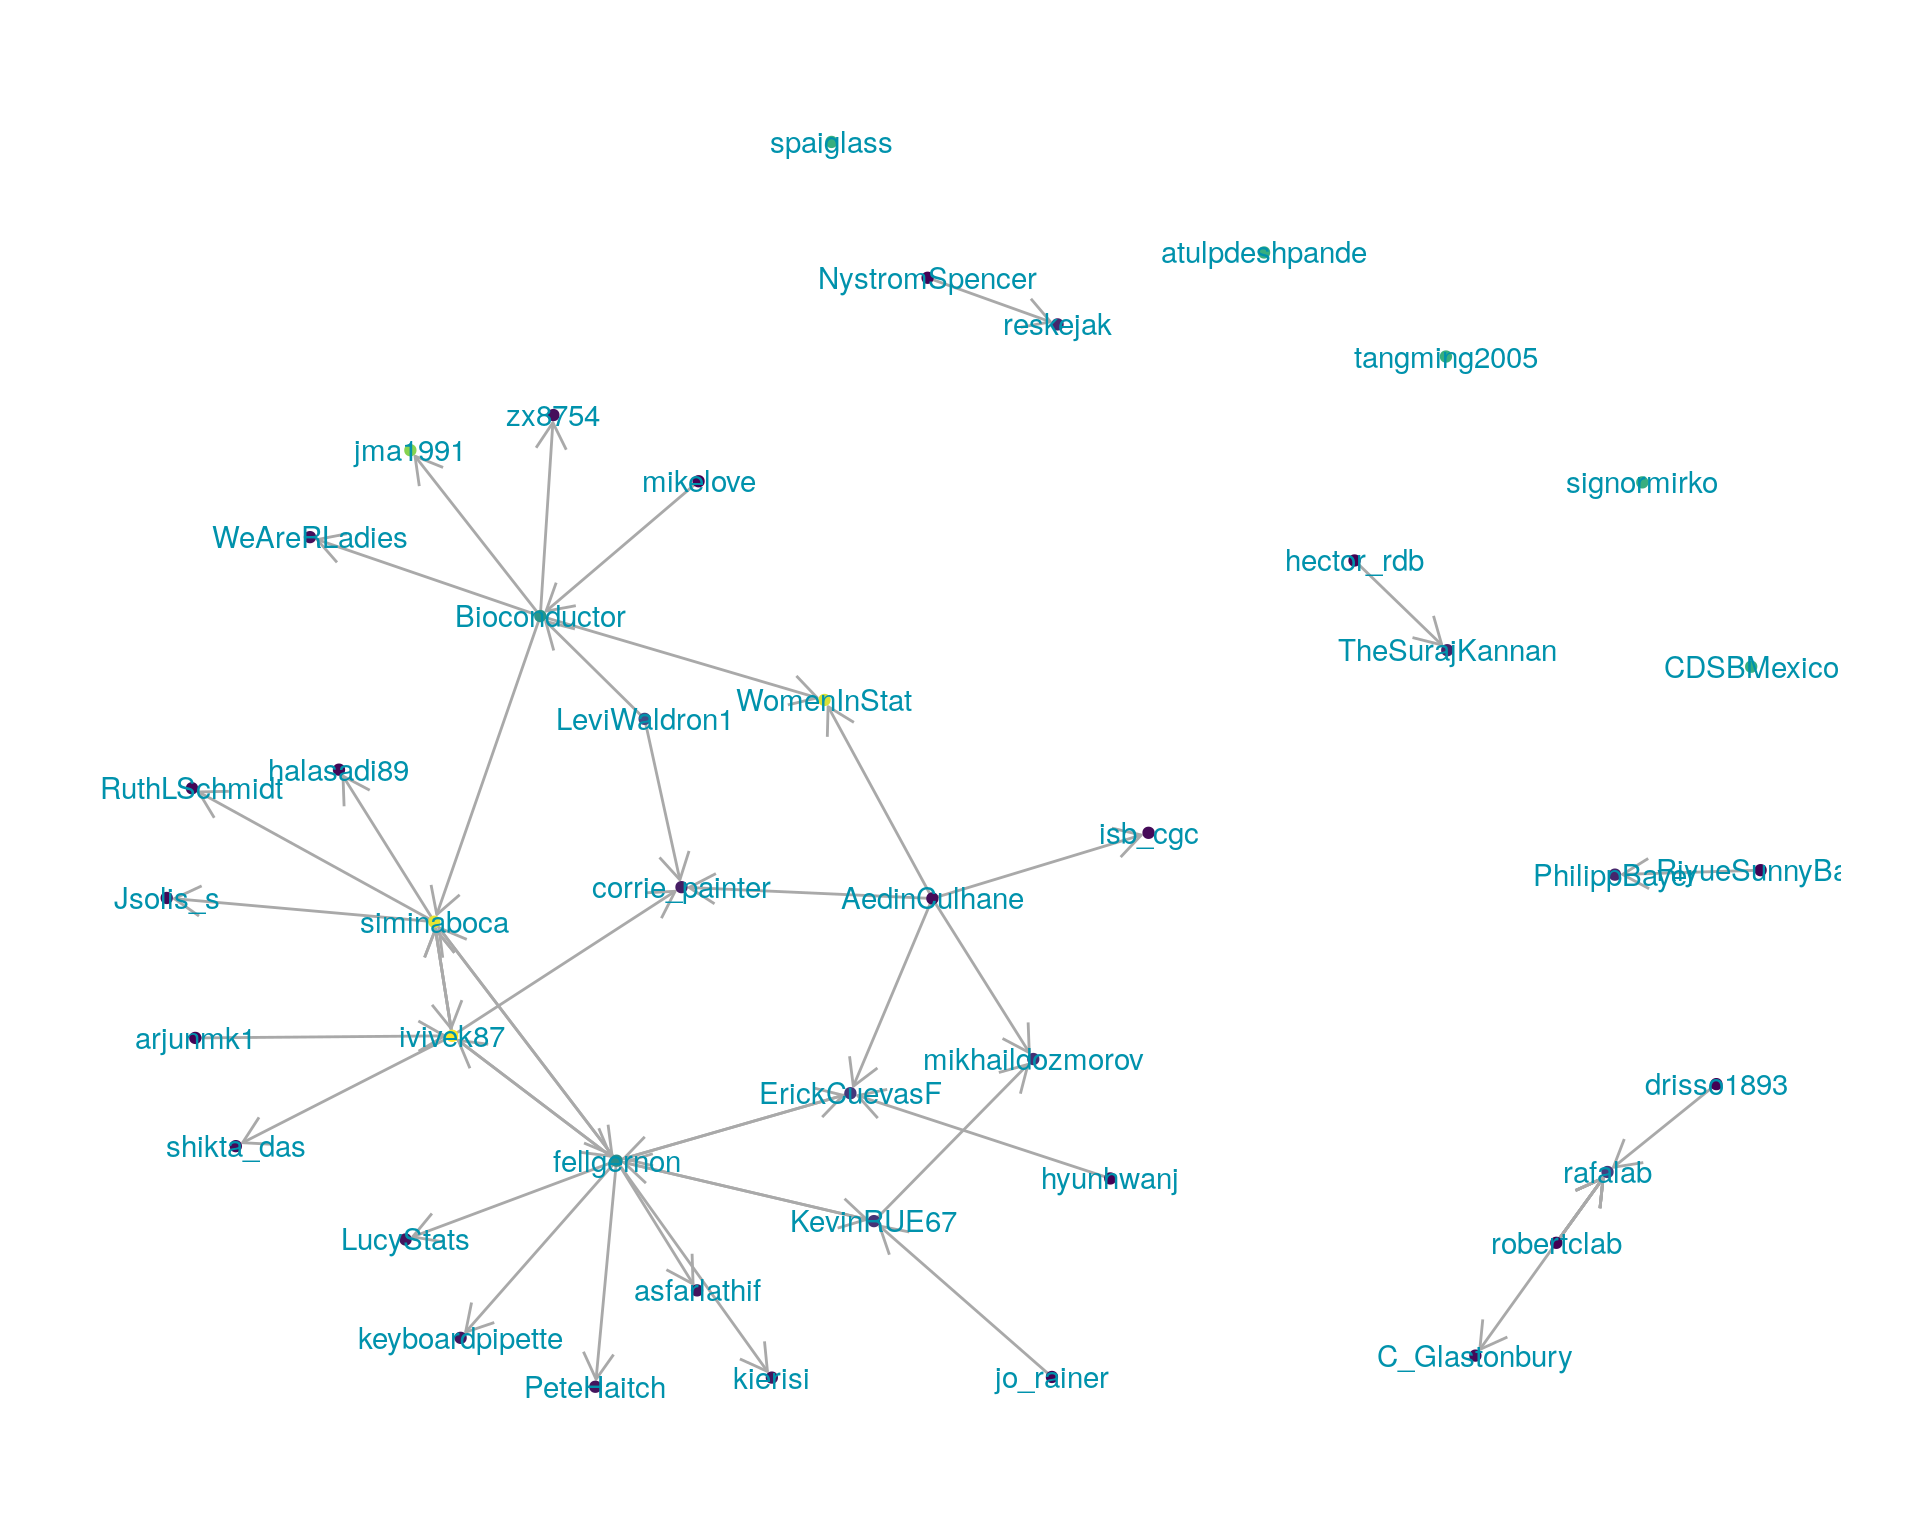 spaiglass
atulpdeshpande
NystromSpencer
reskejak
tangming2005
zx8754
jma1991
mikelove
signormirko
WeAreRLadies
hector_rdb
Bioconductor
TheSurajKannan
CDSBMexico
WomenInStat
LeviWaldron1
halasadi89
RuthLSchmidt
isb_cgc
PhilippBayer
RiyueSunnyBa
corrie_painter
AedinCulhane
Jsolis_s
siminaboca
arjunmk1
ivivek87
mikhaildozmorov
drisso1893
ErickCuevasF
shikta_das
fellgernon
rafalab
hyunhwanj
KevinRUE67
LucyStats
robertclab
asfarlathif
keyboardpipette
C_Glastonbury
kierisi
jo_rainer
PeteHaitch